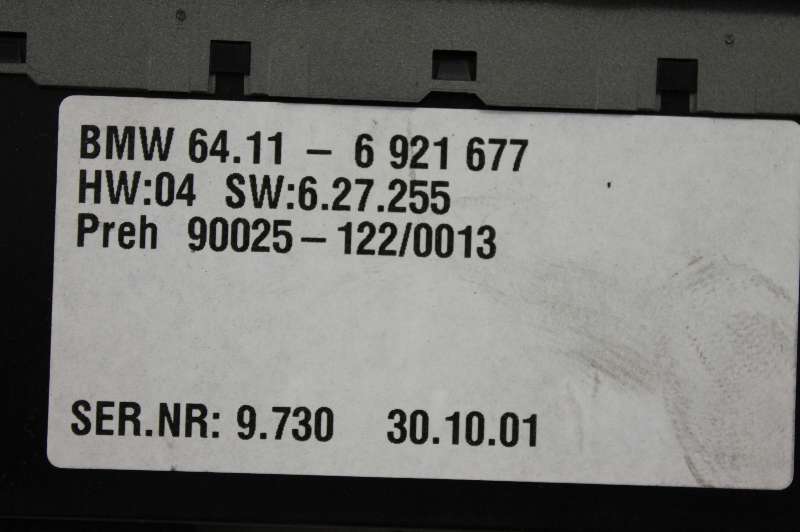 BMW 64.11 – 6 921 677
HW:04 SW:6.27.255
Preh 90025–122/0013
SER.NR: 9.730 30.10.01